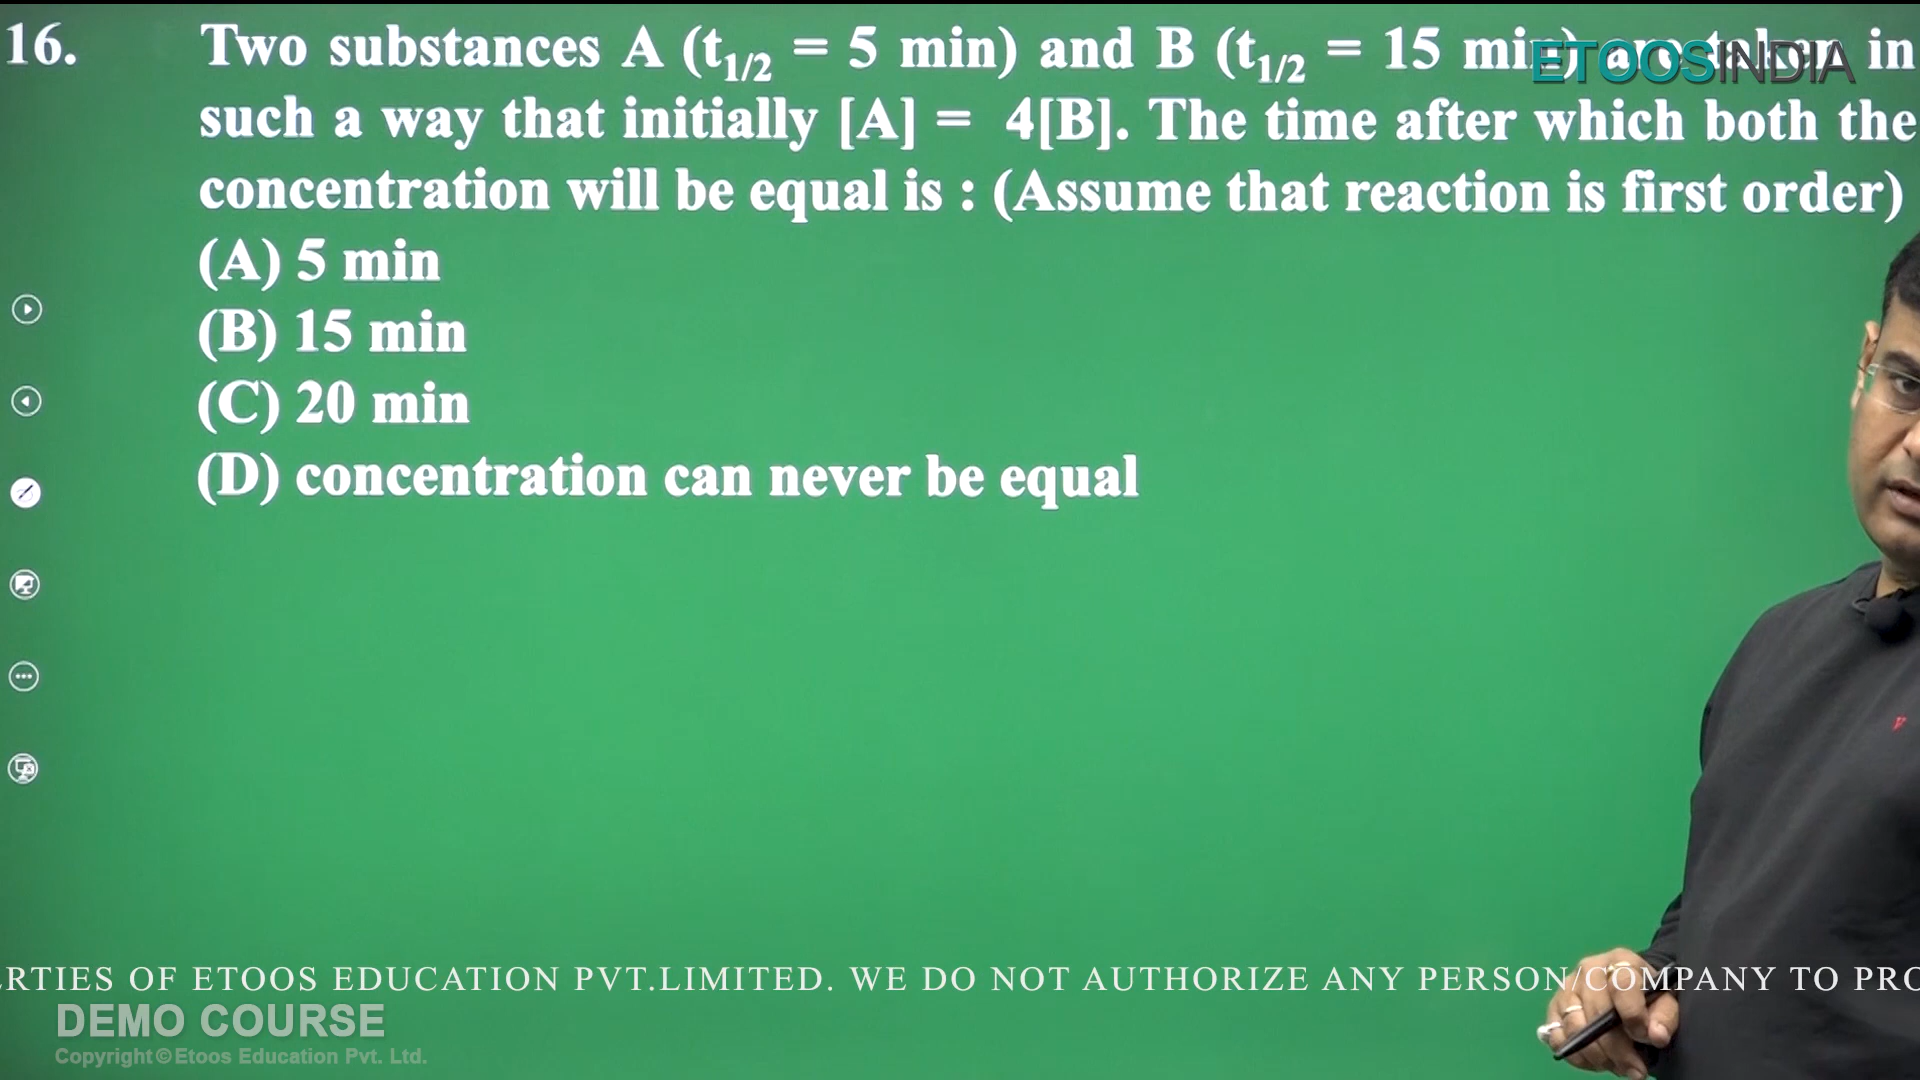 16. Two substances A (t1/2 = 5 min) and B (t1/2 = 15 min) are taken in
ETOOSINDIA
such a way that initially [A] = 4[B]. The time after which both the
concentration will be equal is : (Assume that reaction is first order)
(A) 5 min
(B) 15 min
(C) 20 min
(D) concentration can never be equal
RTIES OF ETOOS EDUCATION PVT.LIMITED. WE DO NOT AUTHORIZE ANY PERSON/COMPANY TO PRO
DEMO COURSE
Copyright © Etoos Education Pvt. Ltd.